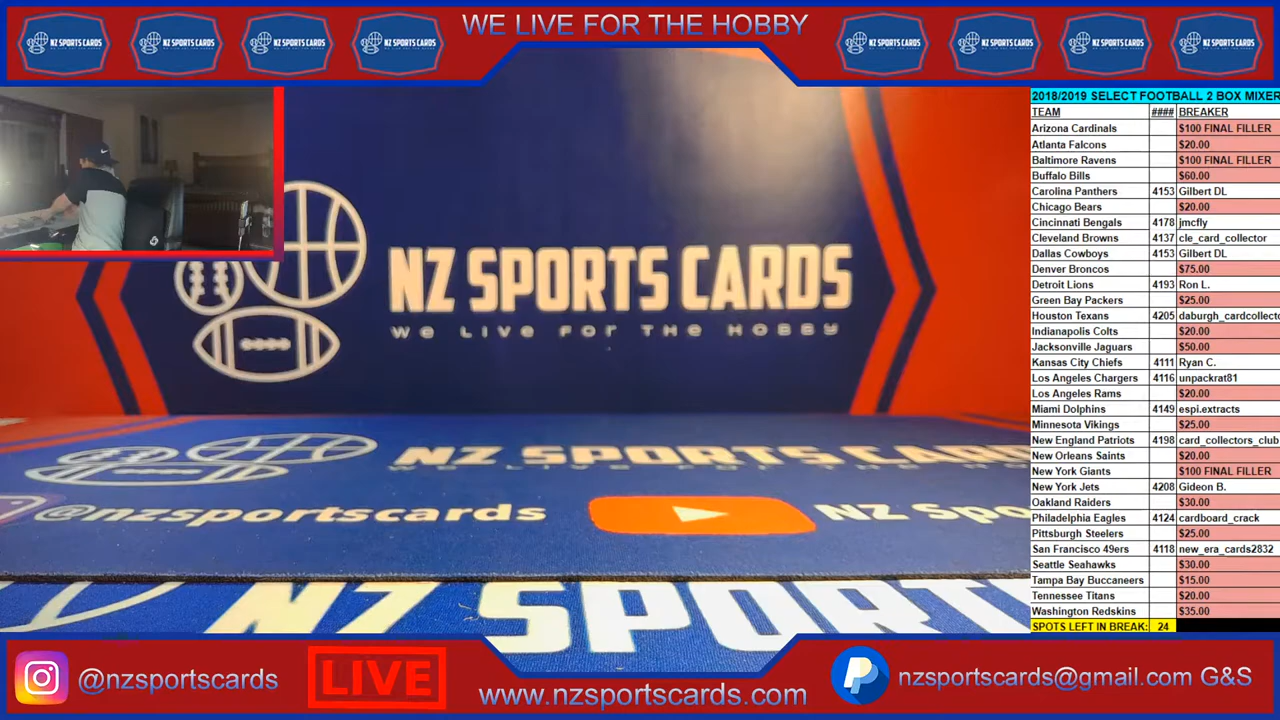 WE LIVE FOR THE HOBBY
NZ SPORTS CARDS
NZ SPORTS CARDS
NZ SPORTS CARDS
NZ SPORTS CARDS
NZ SPORTS CARDS
NZ SPORTS CARDS
NZ SPORTS CARDS
NZ SPORTS CARDS
NZ SPORTS CARDS
We Live For The Hobby
NZ SPORTS CARD
@nzsportscards
NZ Spo
NZ SPORT
2018/2019 SELECT FOOTBALL 2 BOX MIXER
TEAM #### BREAKER
Arizona Cardinals $100 FINAL FILLER
Atlanta Falcons $20.00
Baltimore Ravens $100 FINAL FILLER
Buffalo Bills $60.00
Carolina Panthers 4153 Gilbert DL
Chicago Bears $20.00
Cincinnati Bengals 4178 jmcfly
Cleveland Browns 4137 cle_card_collector
Dallas Cowboys 4153 Gilbert DL
Denver Broncos $75.00
Detroit Lions 4193 Ron L.
Green Bay Packers $25.00
Houston Texans 4205 daburgh_cardcollecto
Indianapolis Colts $20.00
Jacksonville Jaguars $50.00
Kansas City Chiefs 4111 Ryan C.
Los Angeles Chargers 4116 unpackrat81
Los Angeles Rams $20.00
Miami Dolphins 4149 espi.extracts
Minnesota Vikings $25.00
New England Patriots 4198 card_collectors_club
New Orleans Saints $20.00
New York Giants $100 FINAL FILLER
New York Jets 4208 Gideon B.
Oakland Raiders $30.00
Philadelphia Eagles 4124 cardboard_crack
Pittsburgh Steelers $25.00
San Francisco 49ers 4118 new_era_cards2832
Seattle Seahawks $30.00
Tampa Bay Buccaneers $15.00
Tennessee Titans $20.00
Washington Redskins $35.00
SPOTS LEFT IN BREAK: 24
@nzsportscards
LIVE
www.nzsportscards.com
nzsportscards@gmail.com G&S